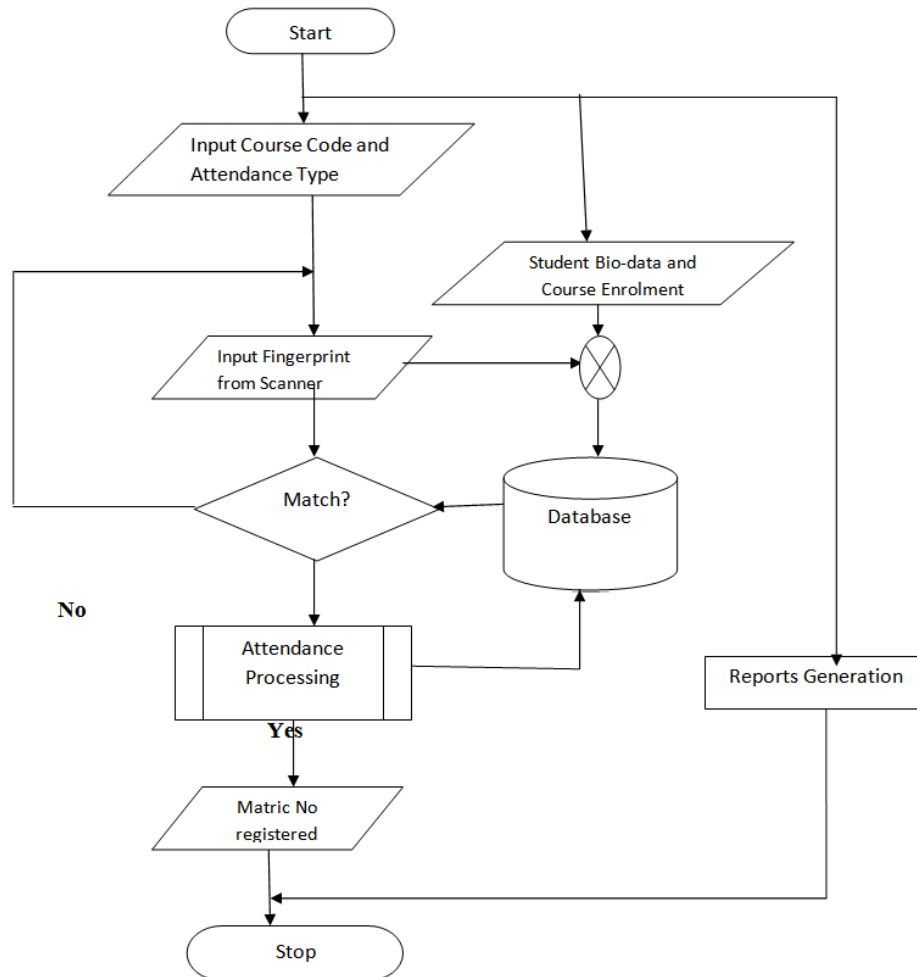 Start
Input Course Code and
Attendance Type
Student Bio-data and
Course Enrolment
Input Fingerprint
from Scanner
Match?
Database
No
Attendance
Processing
Reports Generation
Yes
Matric No
registered
Stop